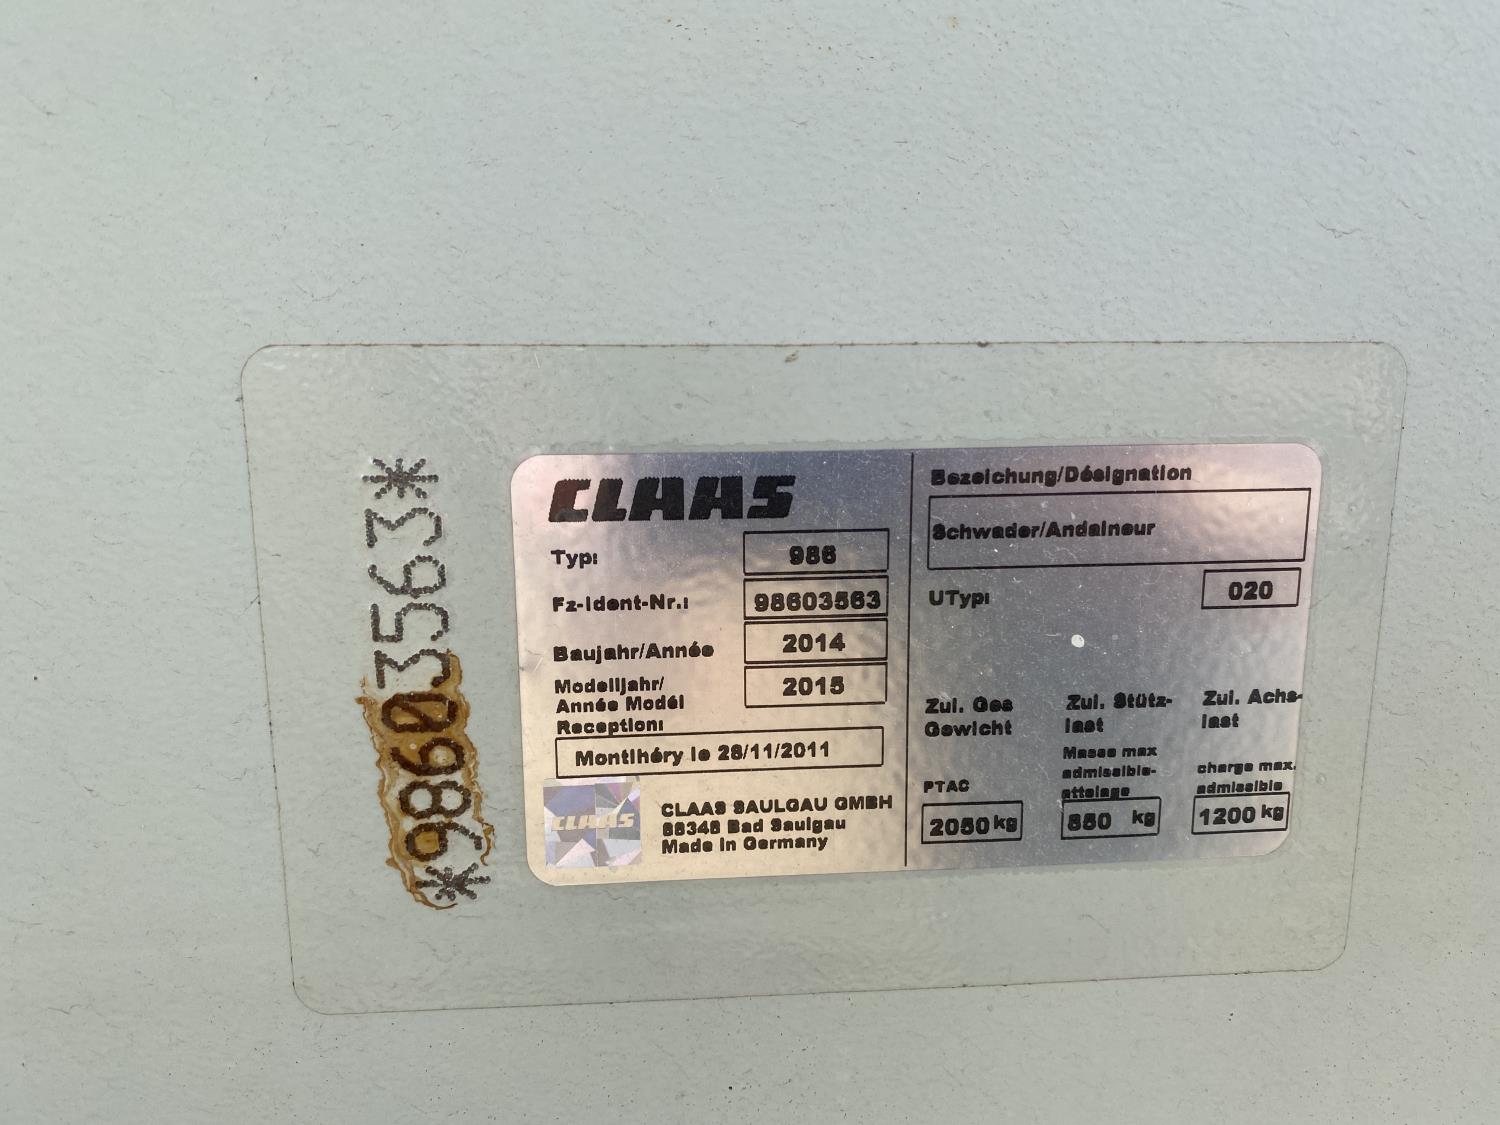 *98603563*
CLAAS
Typ: 986
Fz-Ident-Nr.: 98603563
Baujahr/Année 2014
Modelljahr/
Année Modél 2015
Reception:
Montlhéry le 28/11/2011
CLAAS
CLAAS SAULGAU GMBH
88348 Bad Saulgau
Made in Germany
Bezeichung/Désignation
Schwader/Andaineur
UTyp: 020
Zul. Ges
Gewicht
PTAC
2050 kg
Zul. Stütz-
last
Masse max
admissible-
attelage
850 kg
Zul. Achs-
last
charge max.
admissible
1200 kg